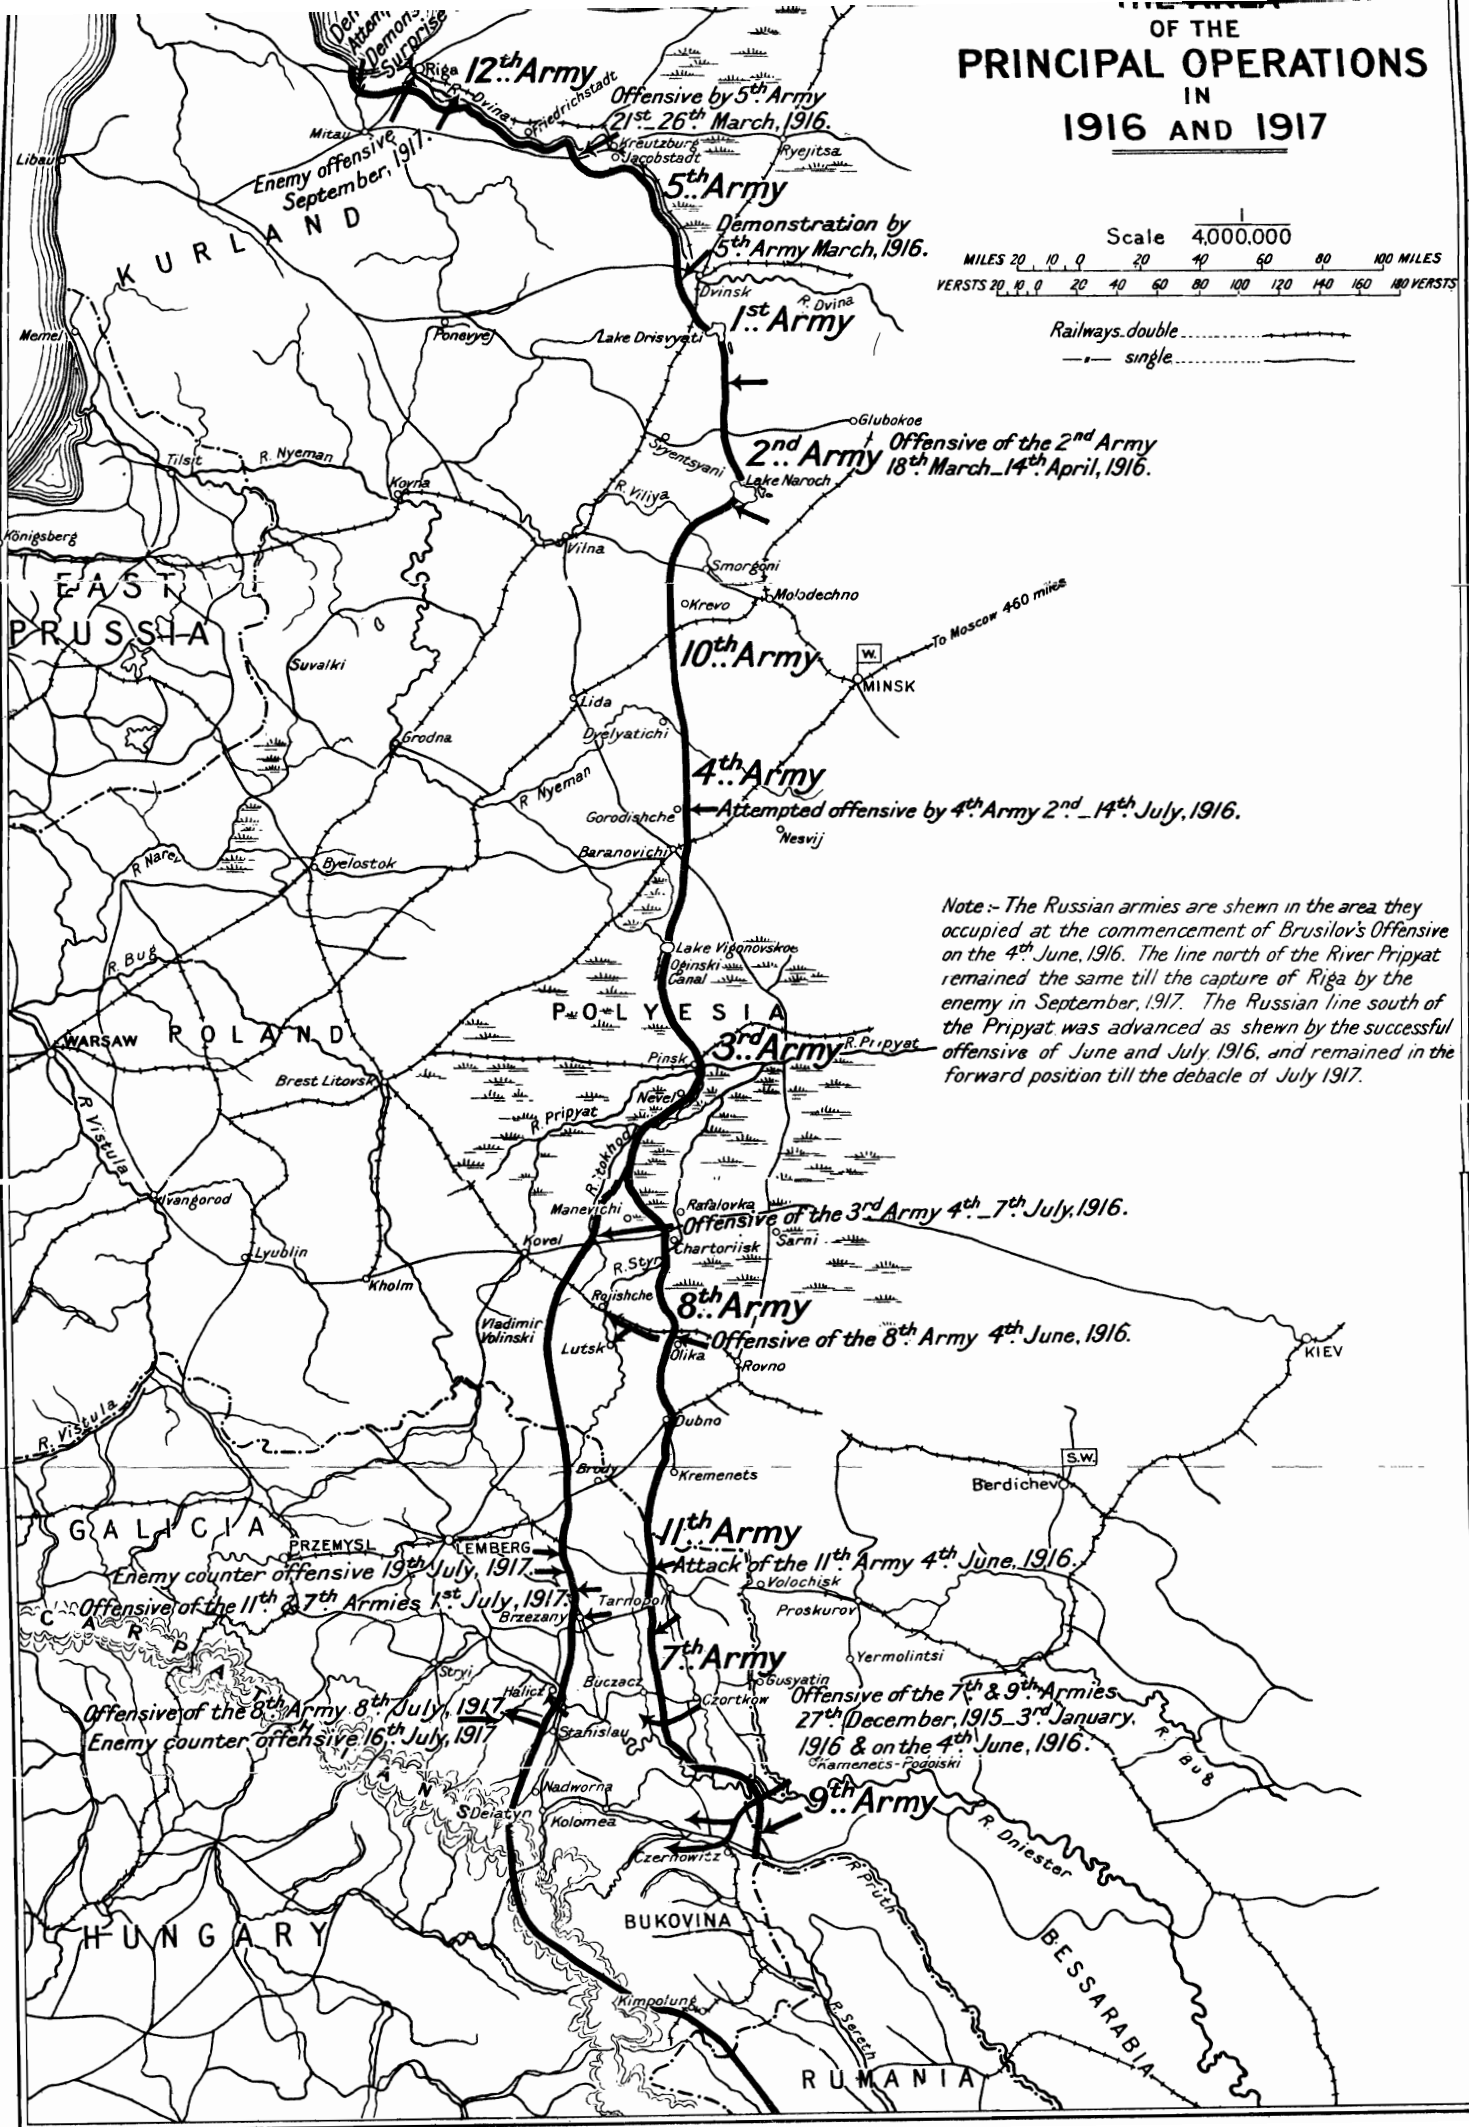 OF THE
PRINCIPAL OPERATIONS
IN
1916 AND 1917
Scale 1
4,000,000
MILES 20 10 0 20 40 60 80 100 MILES
VERSTS 20 10 0 20 40 60 80 100 120 140 160 180 VERSTS
Railways double
—"— single
Surprise
Riga
12th Army
R. Dvina
Friedrichstadt
Offensive by 5th Army
21st_26th March, 1916.
Mitau
Kreutzburg
Jacobstadt
Ryejitsa
Libau
Enemy offensive
September, 1917.
5th Army
KURLAND
Demonstration by
5th Army March, 1916.
Dvinsk
R. Dvina
1st Army
Memel
Ponevyej
Lake Drisvyati
Glubokoe
2nd Army
Offensive of the 2nd Army
18th March_14th April, 1916.
Svyentsyani
Lake Naroch
Tilsit
R. Nyeman
Kovna
R. Viliya
Königsberg
Vilna
Smorgoni
EAST
PRUSSIA
Krevo
Molodechno
To Moscow 460 miles
10th Army
W.
MINSK
Suvalki
Lida
Dyelyatichi
Grodna
4th Army
R Nyeman
Gorodishche
Attempted offensive by 4th Army 2nd_14th July, 1916.
Nesvij
Baranovichi
R Narev
Byelostok
Note:- The Russian armies are shewn in the area they
occupied at the commencement of Brusilov's Offensive
on the 4th June, 1916. The line north of the River Pripyat
remained the same till the capture of Riga by the
enemy in September, 1917. The Russian line south of
the Pripyat was advanced as shewn by the successful
offensive of June and July 1916, and remained in the
forward position till the debacle of July 1917.
R. Bug
Lake Vigonovskoe
Oginski
Canal
POLYESIA
WARSAW
POLAND
3rd Army
R. Pripyat
Pinsk
Brest Litovsk
Nevel
R. Vistula
R. Pripyat
R. Stokhod
Ivangorod
Manevichi
Rafalovka
Offensive of the 3rd Army 4th_7th July, 1916.
Sarni
Lyublin
Kovel
Chartoriisk
R. Styr
Kholm
Rojishche
8th Army
Vladimir
Volinski
Lutsk
Offensive of the 8th Army 4th June, 1916.
Olika
Rovno
KIEV
R. Vistula
Dubno
Brody
Kremenets
S.W.
Berdichev
GALICIA
11th Army
PRZEMYSL
LEMBERG
Enemy counter offensive 19th July, 1917.
Attack of the 11th Army 4th June, 1916.
Volochisk
Offensive of the 11th & 7th Armies 1st July, 1917.
Tarnopol
Brzezany
Proskurov
CARPATHIANS
7th Army
Yermolintsi
Stryi
Buczacz
Gusyatin
Halicz
Czortkow
Offensive of the 8th Army 8th July, 1917
Offensive of the 7th & 9th Armies
27th December, 1915_3rd January,
1916 & on the 4th June, 1916.
Enemy counter offensive 16th July, 1917
Stanislau
Kamenets-Podolski
R. Bug
Nadworna
9th Army
Delatyn
Kolomea
R. Dniester
Czernowitz
R. Pruth
HUNGARY
BUKOVINA
BESSARABIA
Kimpolung
R. Sereth
RUMANIA